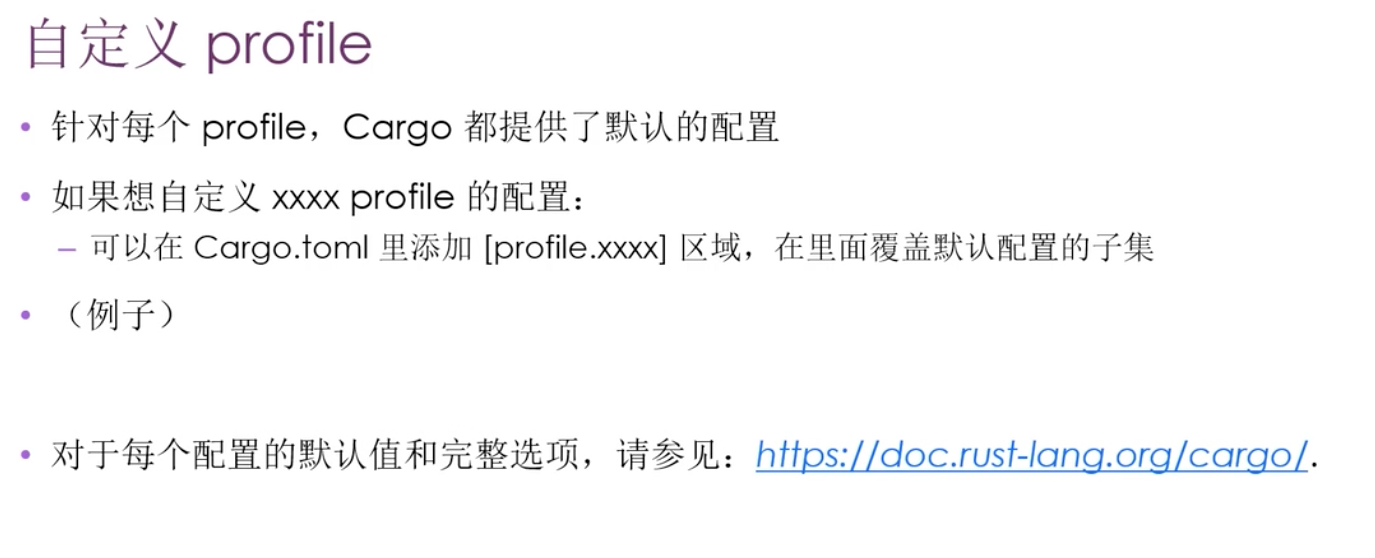 自定义 profile
• 针对每个 profile，Cargo 都提供了默认的配置
• 如果想自定义 xxxx profile 的配置：
– 可以在 Cargo.toml 里添加 [profile.xxxx] 区域，在里面覆盖默认配置的子集
• （例子）
• 对于每个配置的默认值和完整选项，请参见：https://doc.rust-lang.org/cargo/.